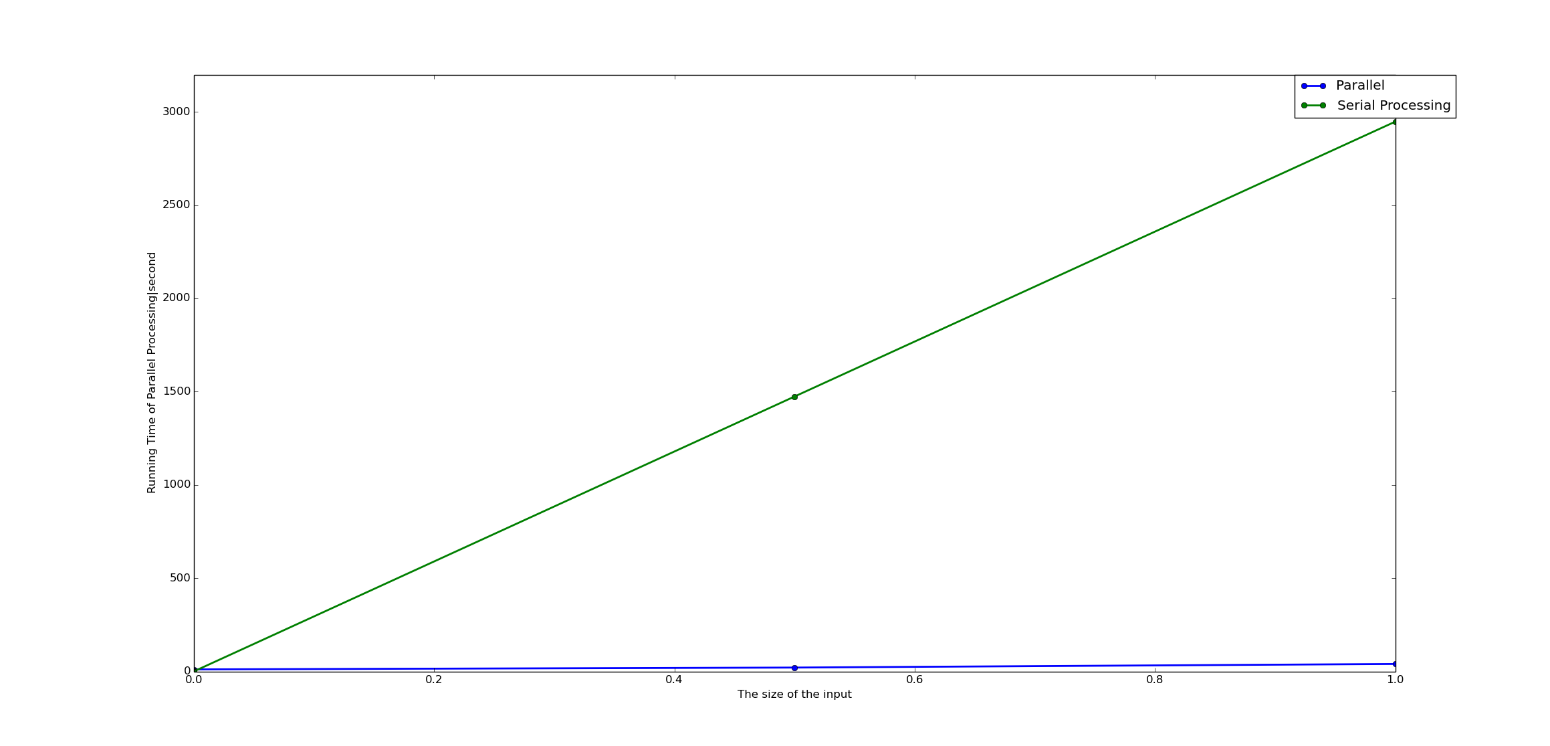 Parallel
Serial Processing
3000
2500
2000
1500
1000
500
0
Running Time of Parallel Processing|second
0.0 0.2 0.4 0.6 0.8 1.0
The size of the input